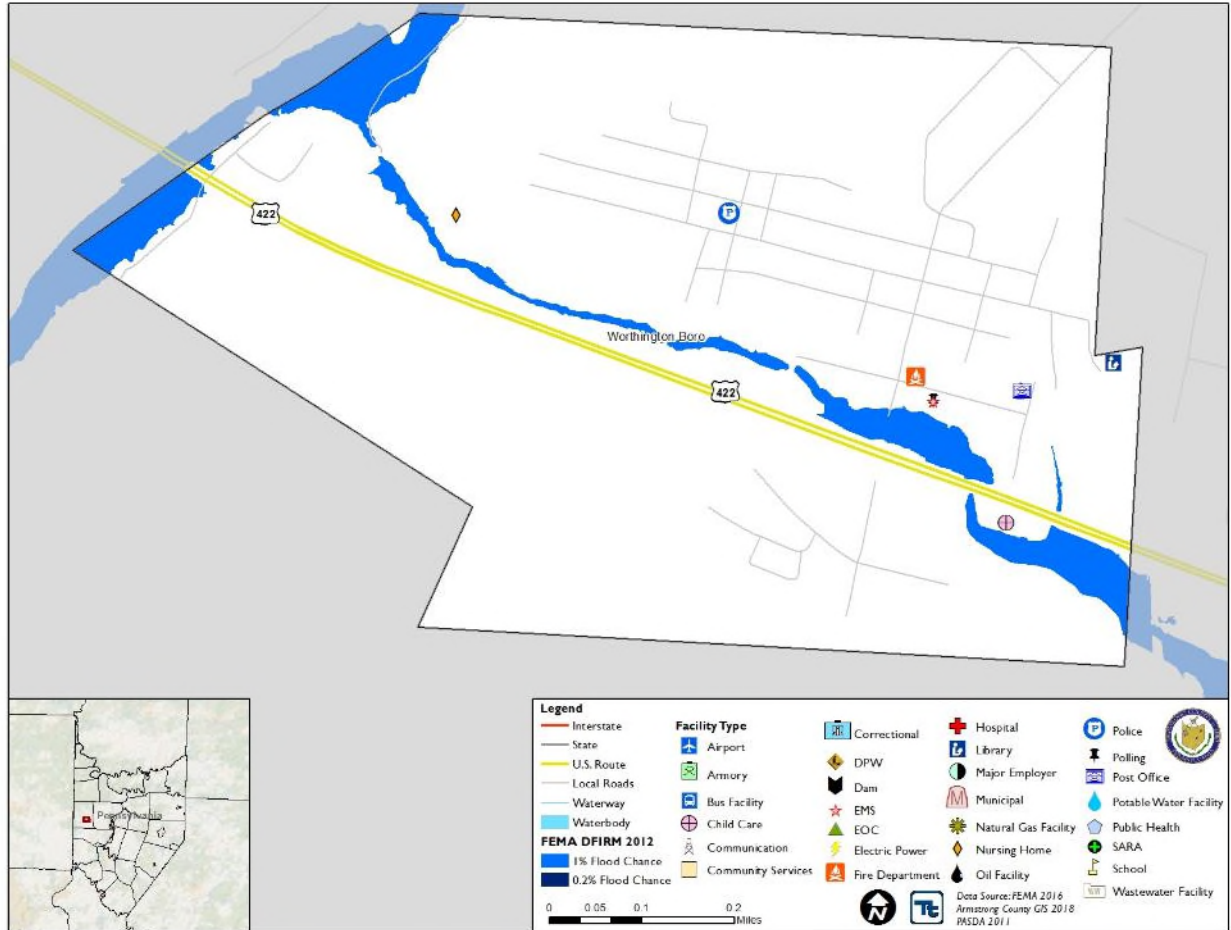 422
P
Worthington Boro
422
Pennsylvania
Legend
Interstate
State
U.S. Route
Local Roads
Waterway
Waterbody
FEMA DFIRM 2012
1% Flood Chance
0.2% Flood Chance
0 0.05 0.1 0.2
Miles
Facility Type
Airport
Armory
Bus Facility
Child Care
Communication
Community Services
Correctional
DPW
Dam
EMS
EOC
Electric Power
Fire Department
Hospital
Library
Major Employer
M Municipal
Natural Gas Facility
Nursing Home
Oil Facility
P Police
Polling
Post Office
Potable Water Facility
Public Health
SARA
School
WW Wastewater Facility
N
Tt
Data Source: FEMA 2016
Armstrong County GIS 2018
PASDA 2011